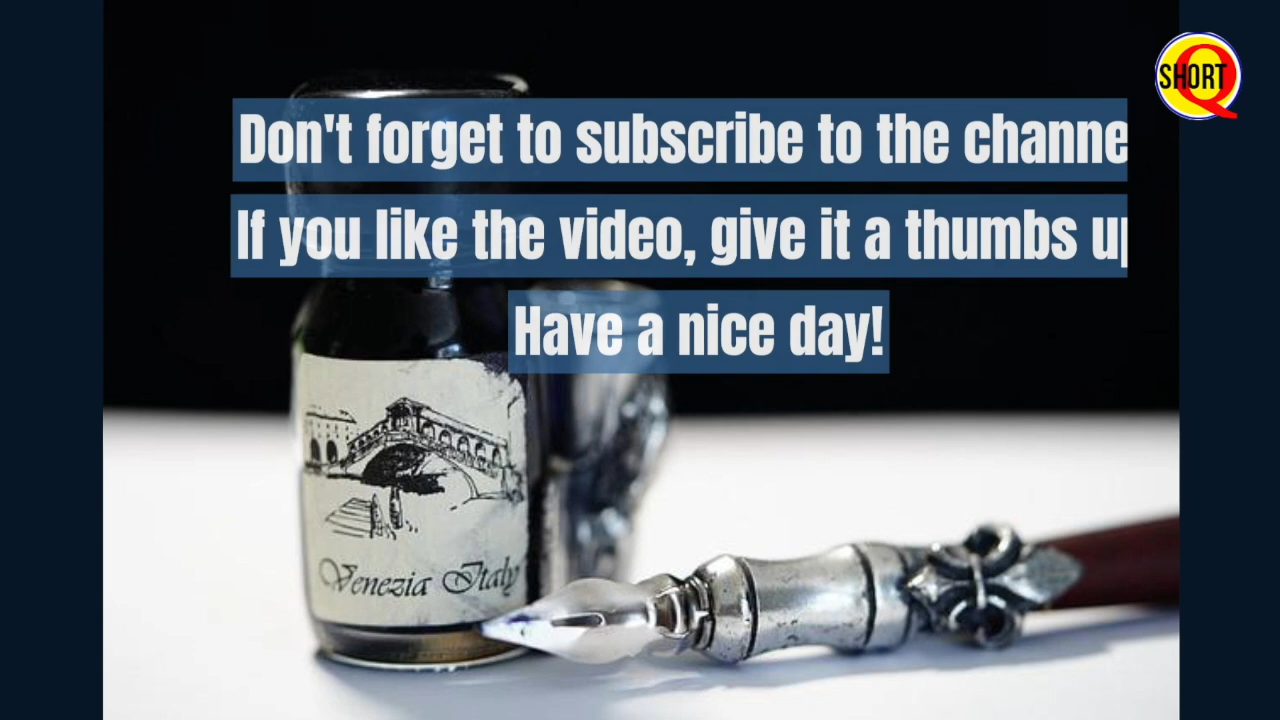 Don't forget to subscribe to the channe
If you like the video, give it a thumbs up
Have a nice day!
SHORT
Venezia Italy